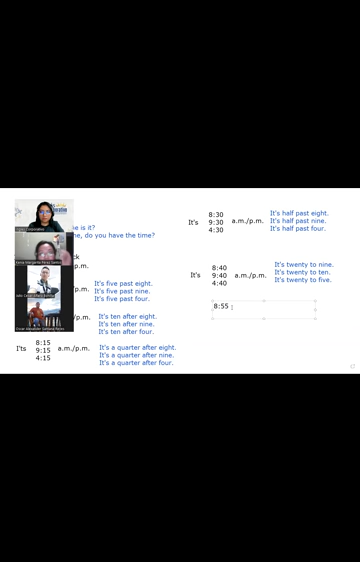 e is it?
me, do you have the time?
ck
p.m.
/p.m.
It's five past eight.
It's five past nine.
It's five past four.
/p.m.
It's ten after eight.
It's ten after nine.
It's ten after four.
I'ts
8:15
9:15
4:15
a.m./p.m.
It's a quarter after eight.
It's a quarter after nine.
It's a quarter after four.
It's
8:30
9:30
4:30
a.m./p.m.
It's half past eight.
It's half past nine.
It's half past four.
It's
8:40
9:40
4:40
a.m./p.m.
It's twenty to nine.
It's twenty to ten.
It's twenty to five.
8:55